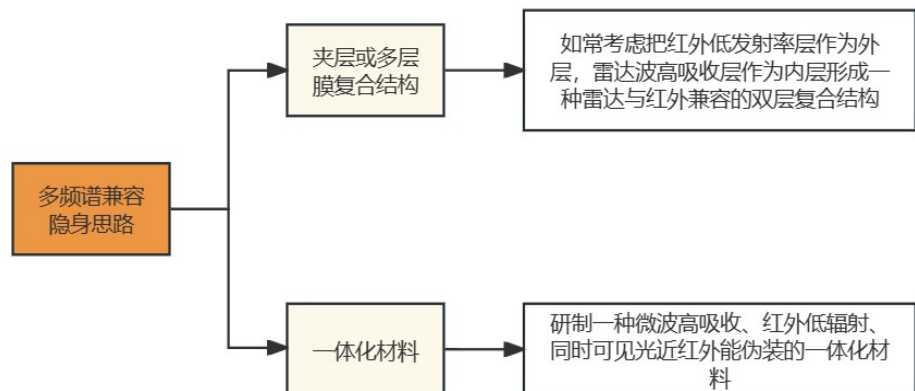 多频谱兼容
隐身思路
夹层或多层
膜复合结构
如常考虑把红外低发射率层作为外
层，雷达波高吸收层作为内层形成一
种雷达与红外兼容的双层复合结构
一体化材料
研制一种微波高吸收、红外低辐射、
同时可见光近红外能伪装的一体化材
料